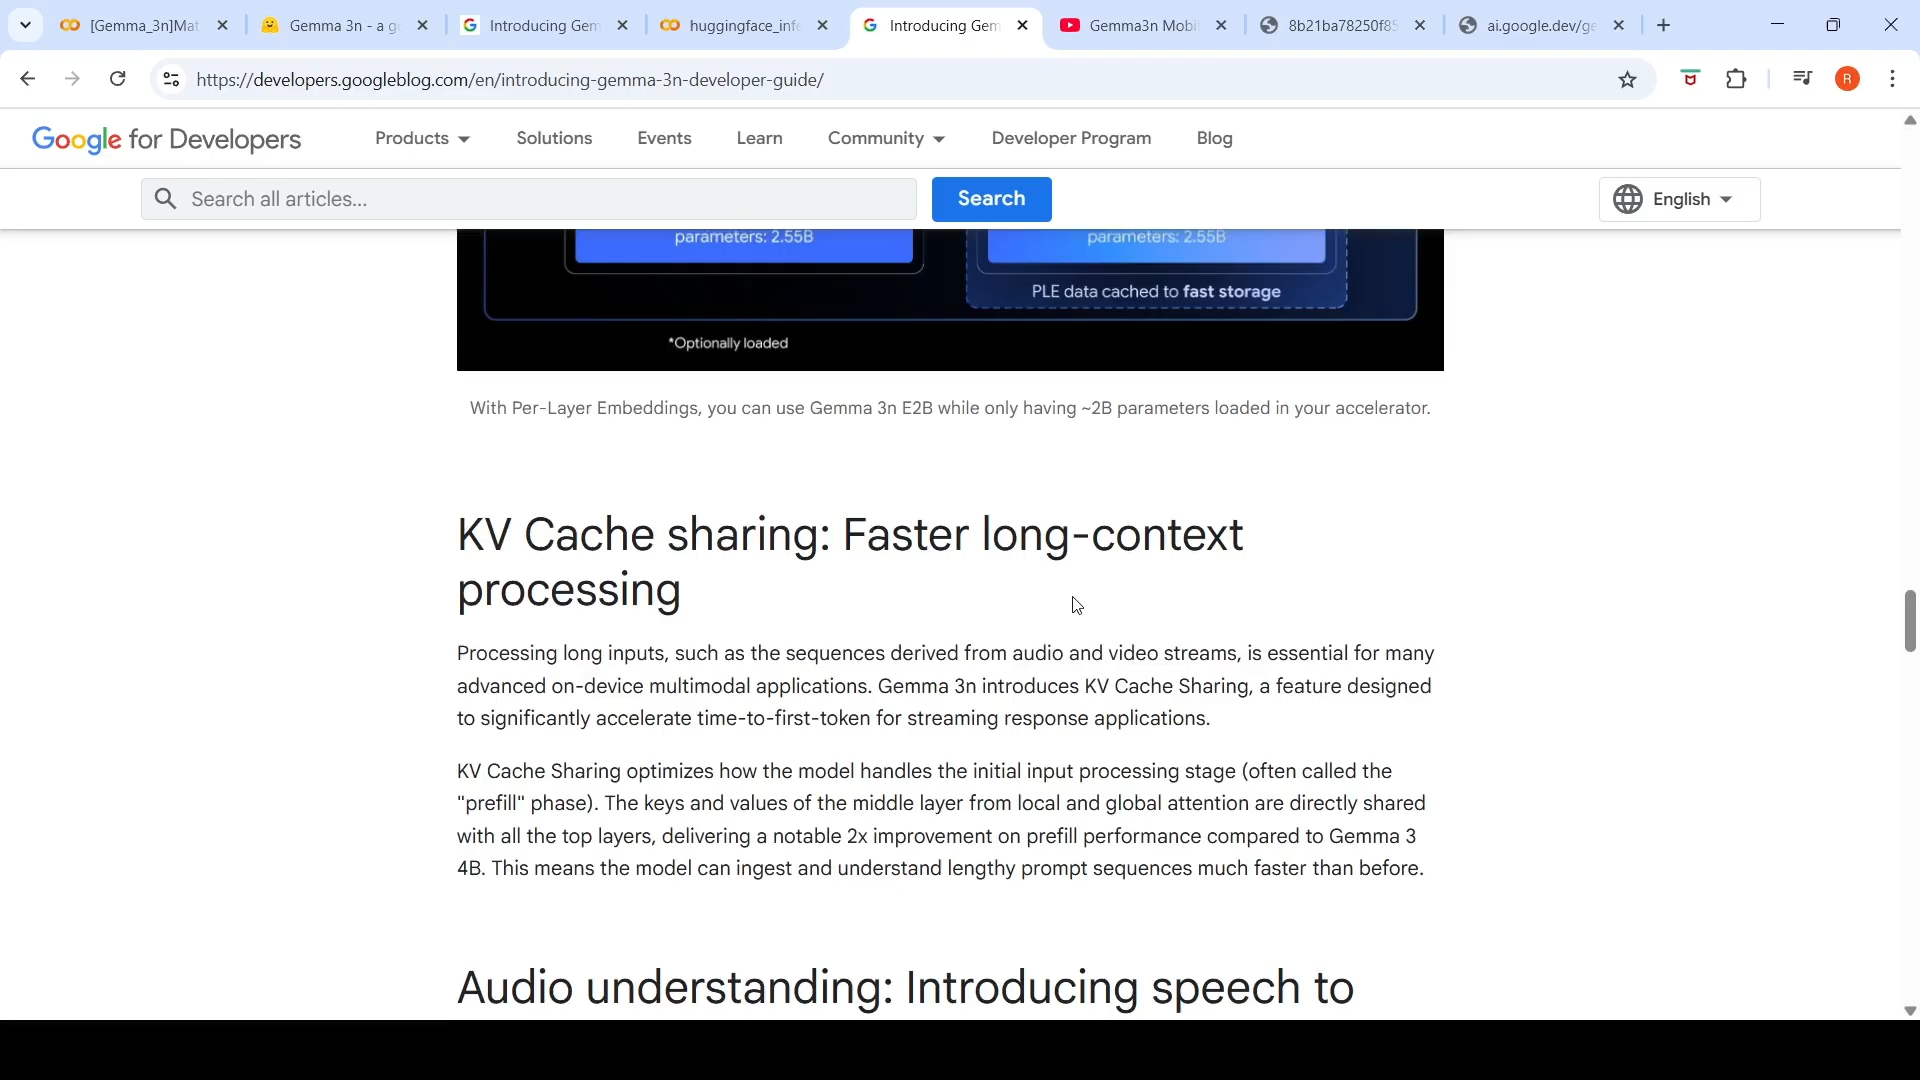 [Gemma_3n]Mat
Gemma 3n - a g
Introducing Gem
huggingface_infe
Introducing Gem
Gemma3n Mobil
8b21ba78250f85
ai.google.dev/ge
https://developers.googleblog.com/en/introducing-gemma-3n-developer-guide/
R
Google for Developers
Products
Solutions
Events
Learn
Community
Developer Program
Blog
Search all articles...
Search
English
parameters: 2.55B
parameters: 2.55B
PLE data cached to fast storage
*Optionally loaded
With Per-Layer Embeddings, you can use Gemma 3n E2B while only having ~2B parameters loaded in your accelerator.
KV Cache sharing: Faster long-context
processing
Processing long inputs, such as the sequences derived from audio and video streams, is essential for many
advanced on-device multimodal applications. Gemma 3n introduces KV Cache Sharing, a feature designed
to significantly accelerate time-to-first-token for streaming response applications.
KV Cache Sharing optimizes how the model handles the initial input processing stage (often called the
"prefill" phase). The keys and values of the middle layer from local and global attention are directly shared
with all the top layers, delivering a notable 2x improvement on prefill performance compared to Gemma 3
4B. This means the model can ingest and understand lengthy prompt sequences much faster than before.
Audio understanding: Introducing speech to